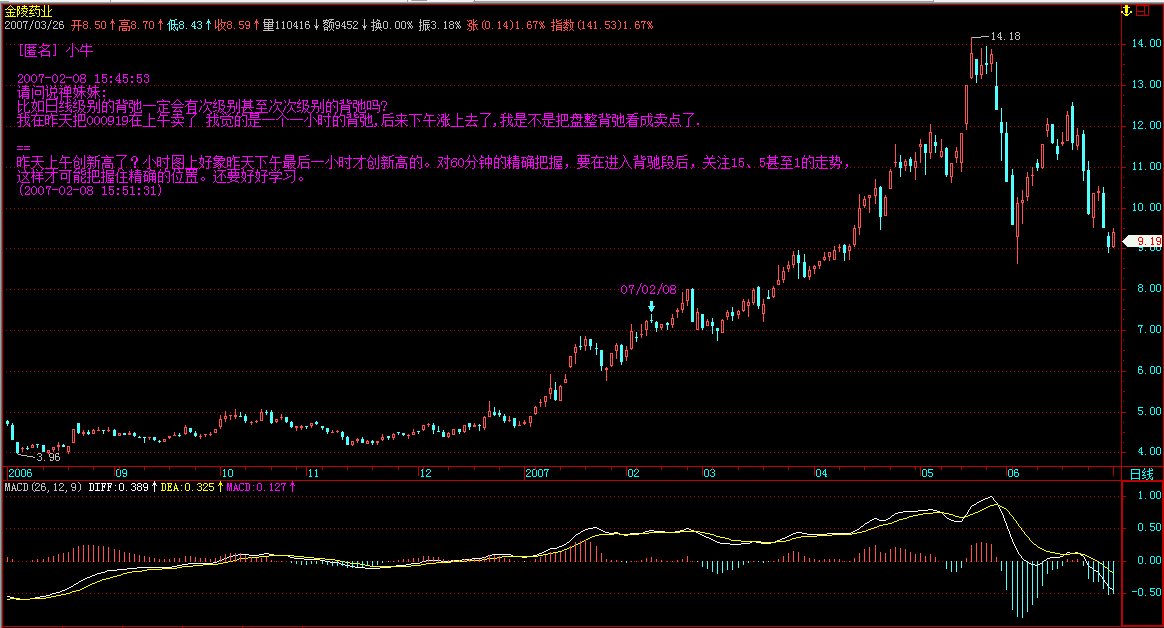 金陵药业
日
2007/03/26 开8.50↑高8.70↑低8.43↓收8.59↑量110416↓额9452↓换0.00% 振3.18% 涨(0.14)1.67% 指数(141.53)1.67%
[匿名] 小牛
2007-02-08 15:45:53
请问说禅妹妹:
比如日线级别的背弛一定会有次级别甚至次次级别的背弛吗?
我在昨天把000919在上午卖了 我觉的是一个一小时的背弛,后来下午涨上去了,我是不是把盘整背弛看成卖点了.
==
昨天上午创新高了？小时图上好象昨天下午最后一小时才创新高的。对60分钟的精确把握，要在进入背驰段后，关注15、5甚至1的走势，
这样才可能把握住精确的位置。还要好好学习。
(2007-02-08 15:51:31)
14.18
14.00
13.00
12.00
11.00
10.00
9.19
9.00
07/02/08
8.00
7.00
6.00
5.00
4.00
3.96
2006 09 10 11 12 2007 02 03 04 05 06 日线
MACD(26,12,9) DIFF:0.389↑DEA:0.325↑MACD:0.127↑
1.00
0.50
0.00
-0.50